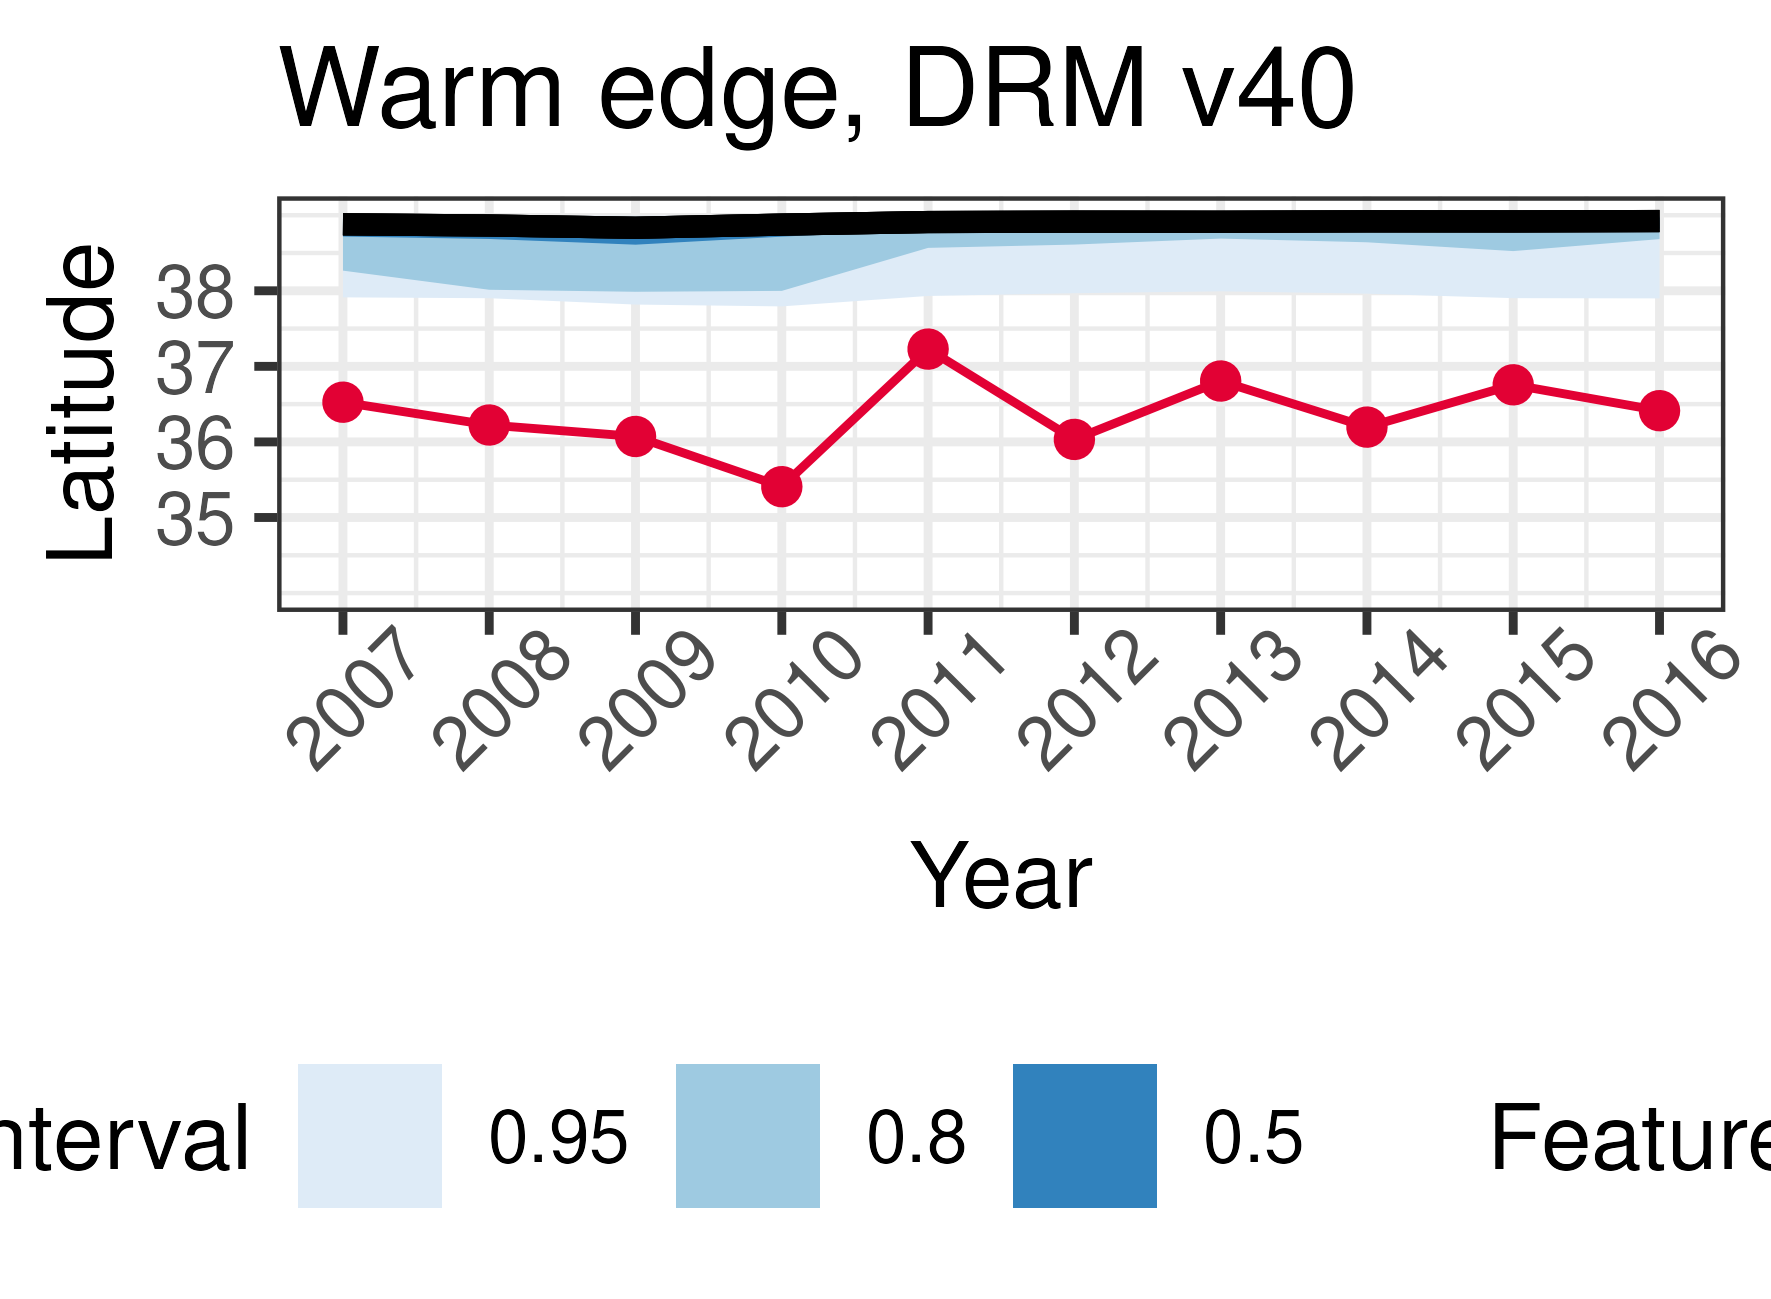 Warm edge, DRM v40
Latitude
38
37
36
35
2007 2008 2009 2010 2011 2012 2013 2014 2015 2016
Year
nterval 0.95 0.8 0.5 Feature